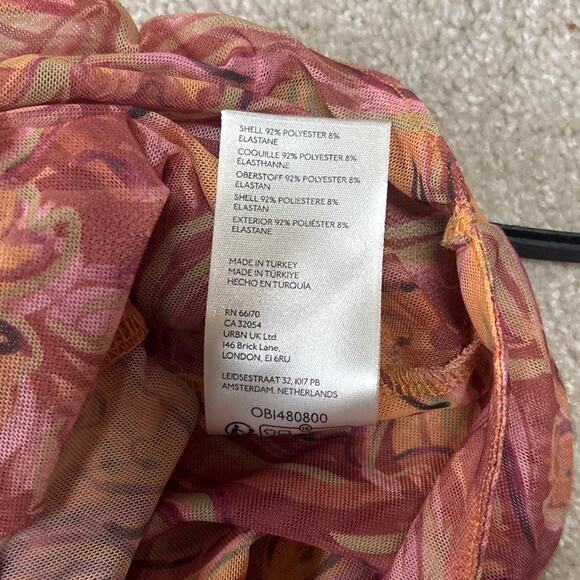 SHELL 92% POLYESTER 8%
ELASTANE
COQUILLE 92% POLYESTER 8%
ELASTHANNE
OBERSTOFF 92% POLYESTER 8%
ELASTAN
SHELL 92% POLIESTERE 8%
ELASTAN
EXTERIOR 92% POLIÉSTER 8%
ELASTANE
MADE IN TURKEY
MADE IN TÜRKIYE
HECHO EN TURQUÍA
RN 66170
CA 32054
URBN UK Ltd
146 Brick Lane,
LONDON, E1 6RU
LEIDSESTRAAT 32, 1017 PB
AMSTERDAM, NETHERLANDS
OB1480800